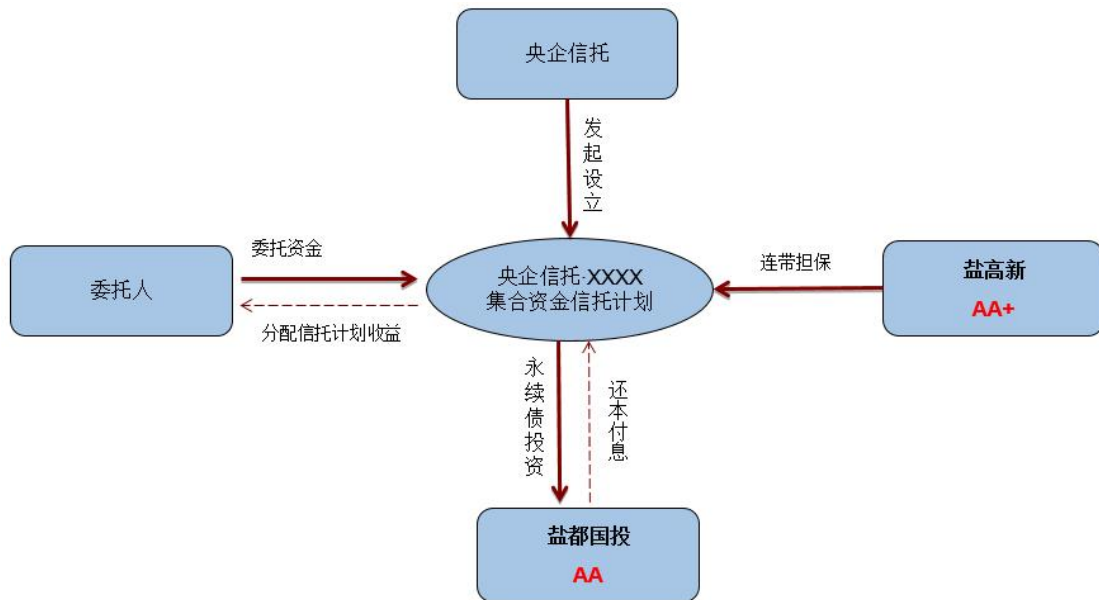 央企信托
发起设立
委托资金
委托人
分配信托计划收益
央企信托·XXXX
集合资金信托计划
连带担保
盐高新
AA+
永续债投资
还本付息
盐都国投
AA